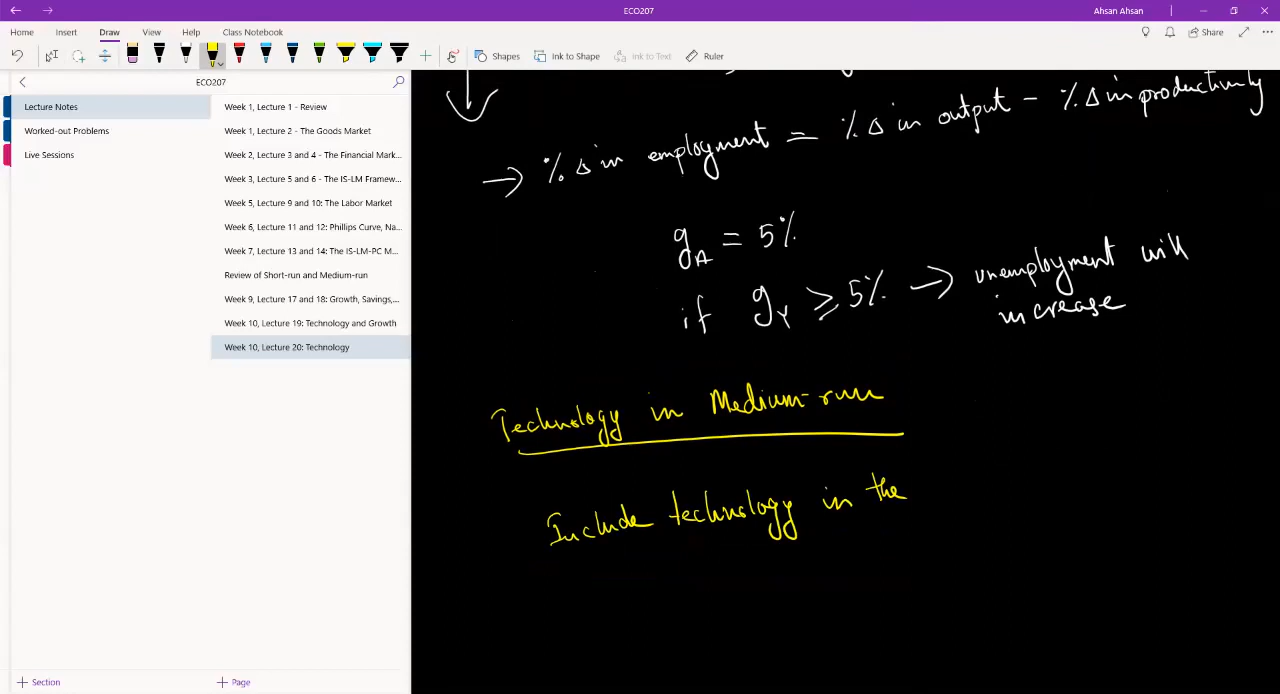 ECO207
Ahsan Ahsan
Home Insert Draw View Help Class Notebook
Share
Shapes Ink to Shape Ink to Text Ruler
ECO207
Lecture Notes
Worked-out Problems
Live Sessions
Week 1, Lecture 1 - Review
Week 1, Lecture 2 - The Goods Market
Week 2, Lecture 3 and 4 - The Financial Mark...
Week 3, Lecture 5 and 6 - The IS-LM Framew...
Week 5, Lecture 9 and 10: The Labor Market
Week 6, Lecture 11 and 12: Phillips Curve, Na...
Week 7, Lecture 13 and 14: The IS-LM-PC M...
Review of Short-run and Medium-run
Week 9, Lecture 17 and 18: Growth, Savings,...
Week 10, Lecture 19: Technology and Growth
Week 10, Lecture 20: Technology
+ Section
+ Page
→ % Δ in employment = % Δ in output - % Δ in productivity
g_A = 5%
if g_Y ≥ 5% → unemployment will
increase
Technology in Medium-run
Include technology in the